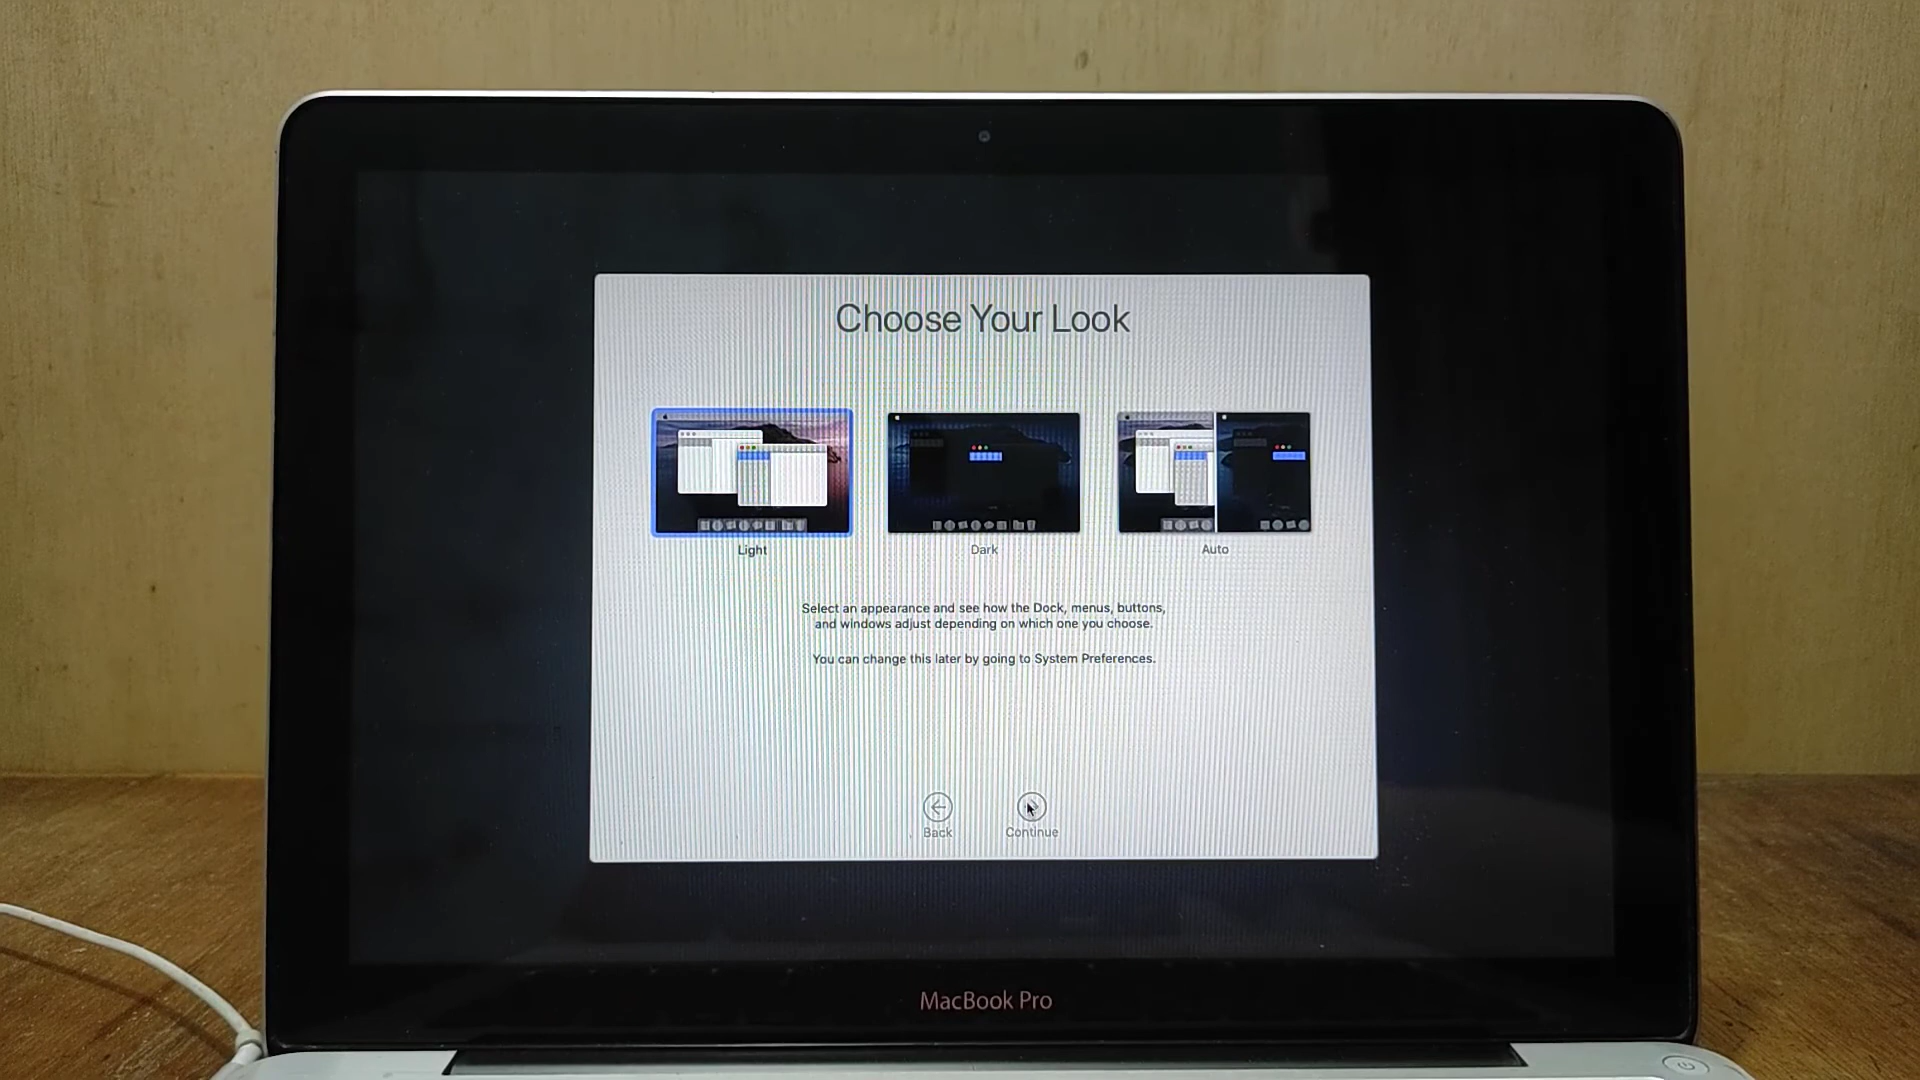 Choose Your Look
Light
Dark
Auto
Select an appearance and see how the Dock, menus, buttons,
and windows adjust depending on which one you choose.
You can change this later by going to System Preferences.
Back
Continue
MacBook Pro